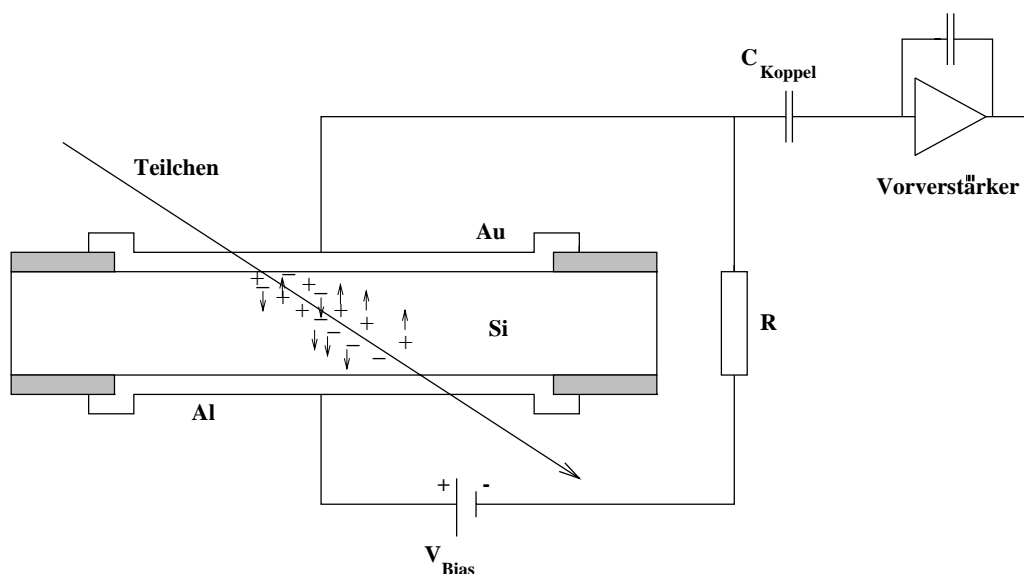 C Koppel
Teilchen
Vorverstärker
Au
+ − + − + − + + − + − + − + − −
Si
R
Al
+ -
V Bias